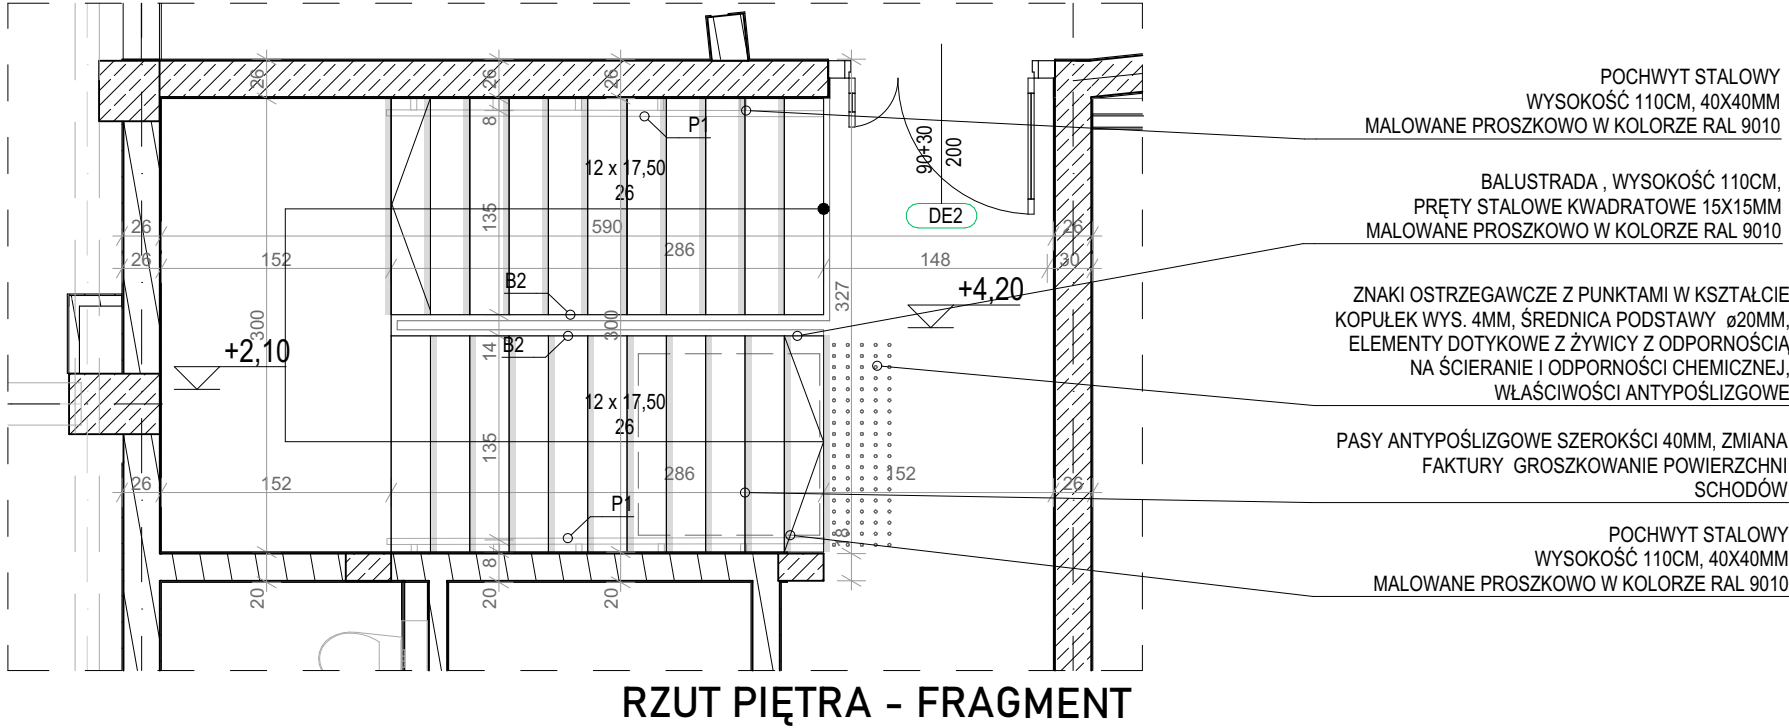 POCHWYT STALOWY
WYSOKOŚĆ 110CM, 40X40MM
MALOWANE PROSZKOWO W KOLORZE RAL 9010
BALUSTRADA , WYSOKOŚĆ 110CM,
PRĘTY STALOWE KWADRATOWE 15X15MM
MALOWANE PROSZKOWO W KOLORZE RAL 9010
ZNAKI OSTRZEGAWCZE Z PUNKTAMI W KSZTAŁCIE
KOPUŁEK WYS. 4MM, ŚREDNICA PODSTAWY ø20MM,
ELEMENTY DOTYKOWE Z ŻYWICY Z ODPORNOŚCIĄ
NA ŚCIERANIE I ODPORNOŚCI CHEMICZNEJ,
WŁAŚCIWOŚCI ANTYPOŚLIZGOWE
PASY ANTYPOŚLIZGOWE SZEROKŚCI 40MM, ZMIANA
FAKTURY GROSZKOWANIE POWIERZCHNI
SCHODÓW
POCHWYT STALOWY
WYSOKOŚĆ 110CM, 40X40MM
MALOWANE PROSZKOWO W KOLORZE RAL 9010
26
26
26
8
P1
12 x 17,50
26
90+30
200
DE2
135
26
590
26
286
26
152
148
30
B2
+4,20
327
300
300
14
B2
+2,10
12 x 17,50
26
135
26
152
286
152
26
P1
8
8
20
20
20
RZUT PIĘTRA - FRAGMENT